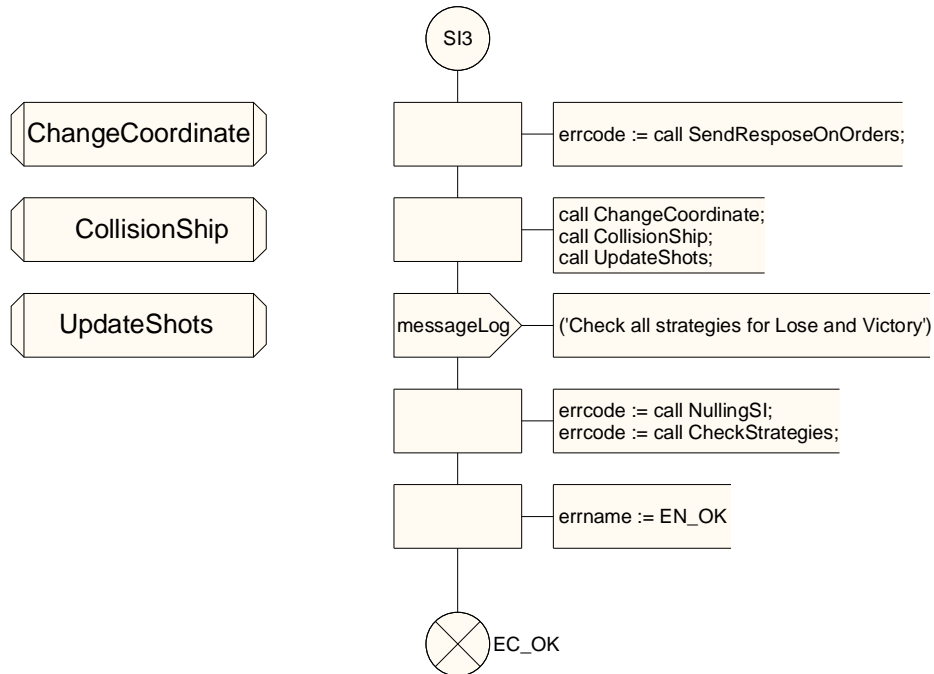 SI3
ChangeCoordinate
errcode := call SendResposeOnOrders;
CollisionShip
call ChangeCoordinate;
call CollisionShip;
call UpdateShots;
UpdateShots
messageLog
('Check all strategies for Lose and Victory')
errcode := call NullingSI;
errcode := call CheckStrategies;
errname := EN_OK
EC_OK